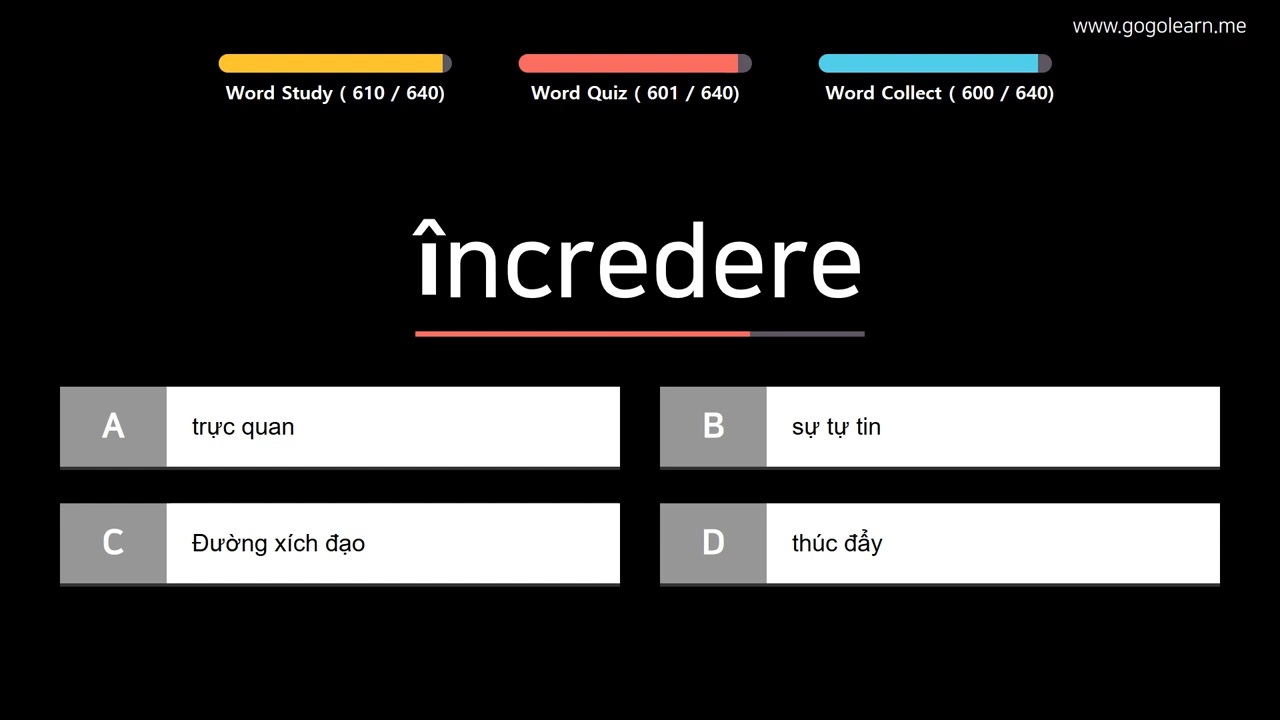 www.gogolearn.me
Word Study ( 610 / 640)
Word Quiz ( 601 / 640)
Word Collect ( 600 / 640)
încredere
A
trực quan
B
sự tự tin
C
Đường xích đạo
D
thúc đẩy